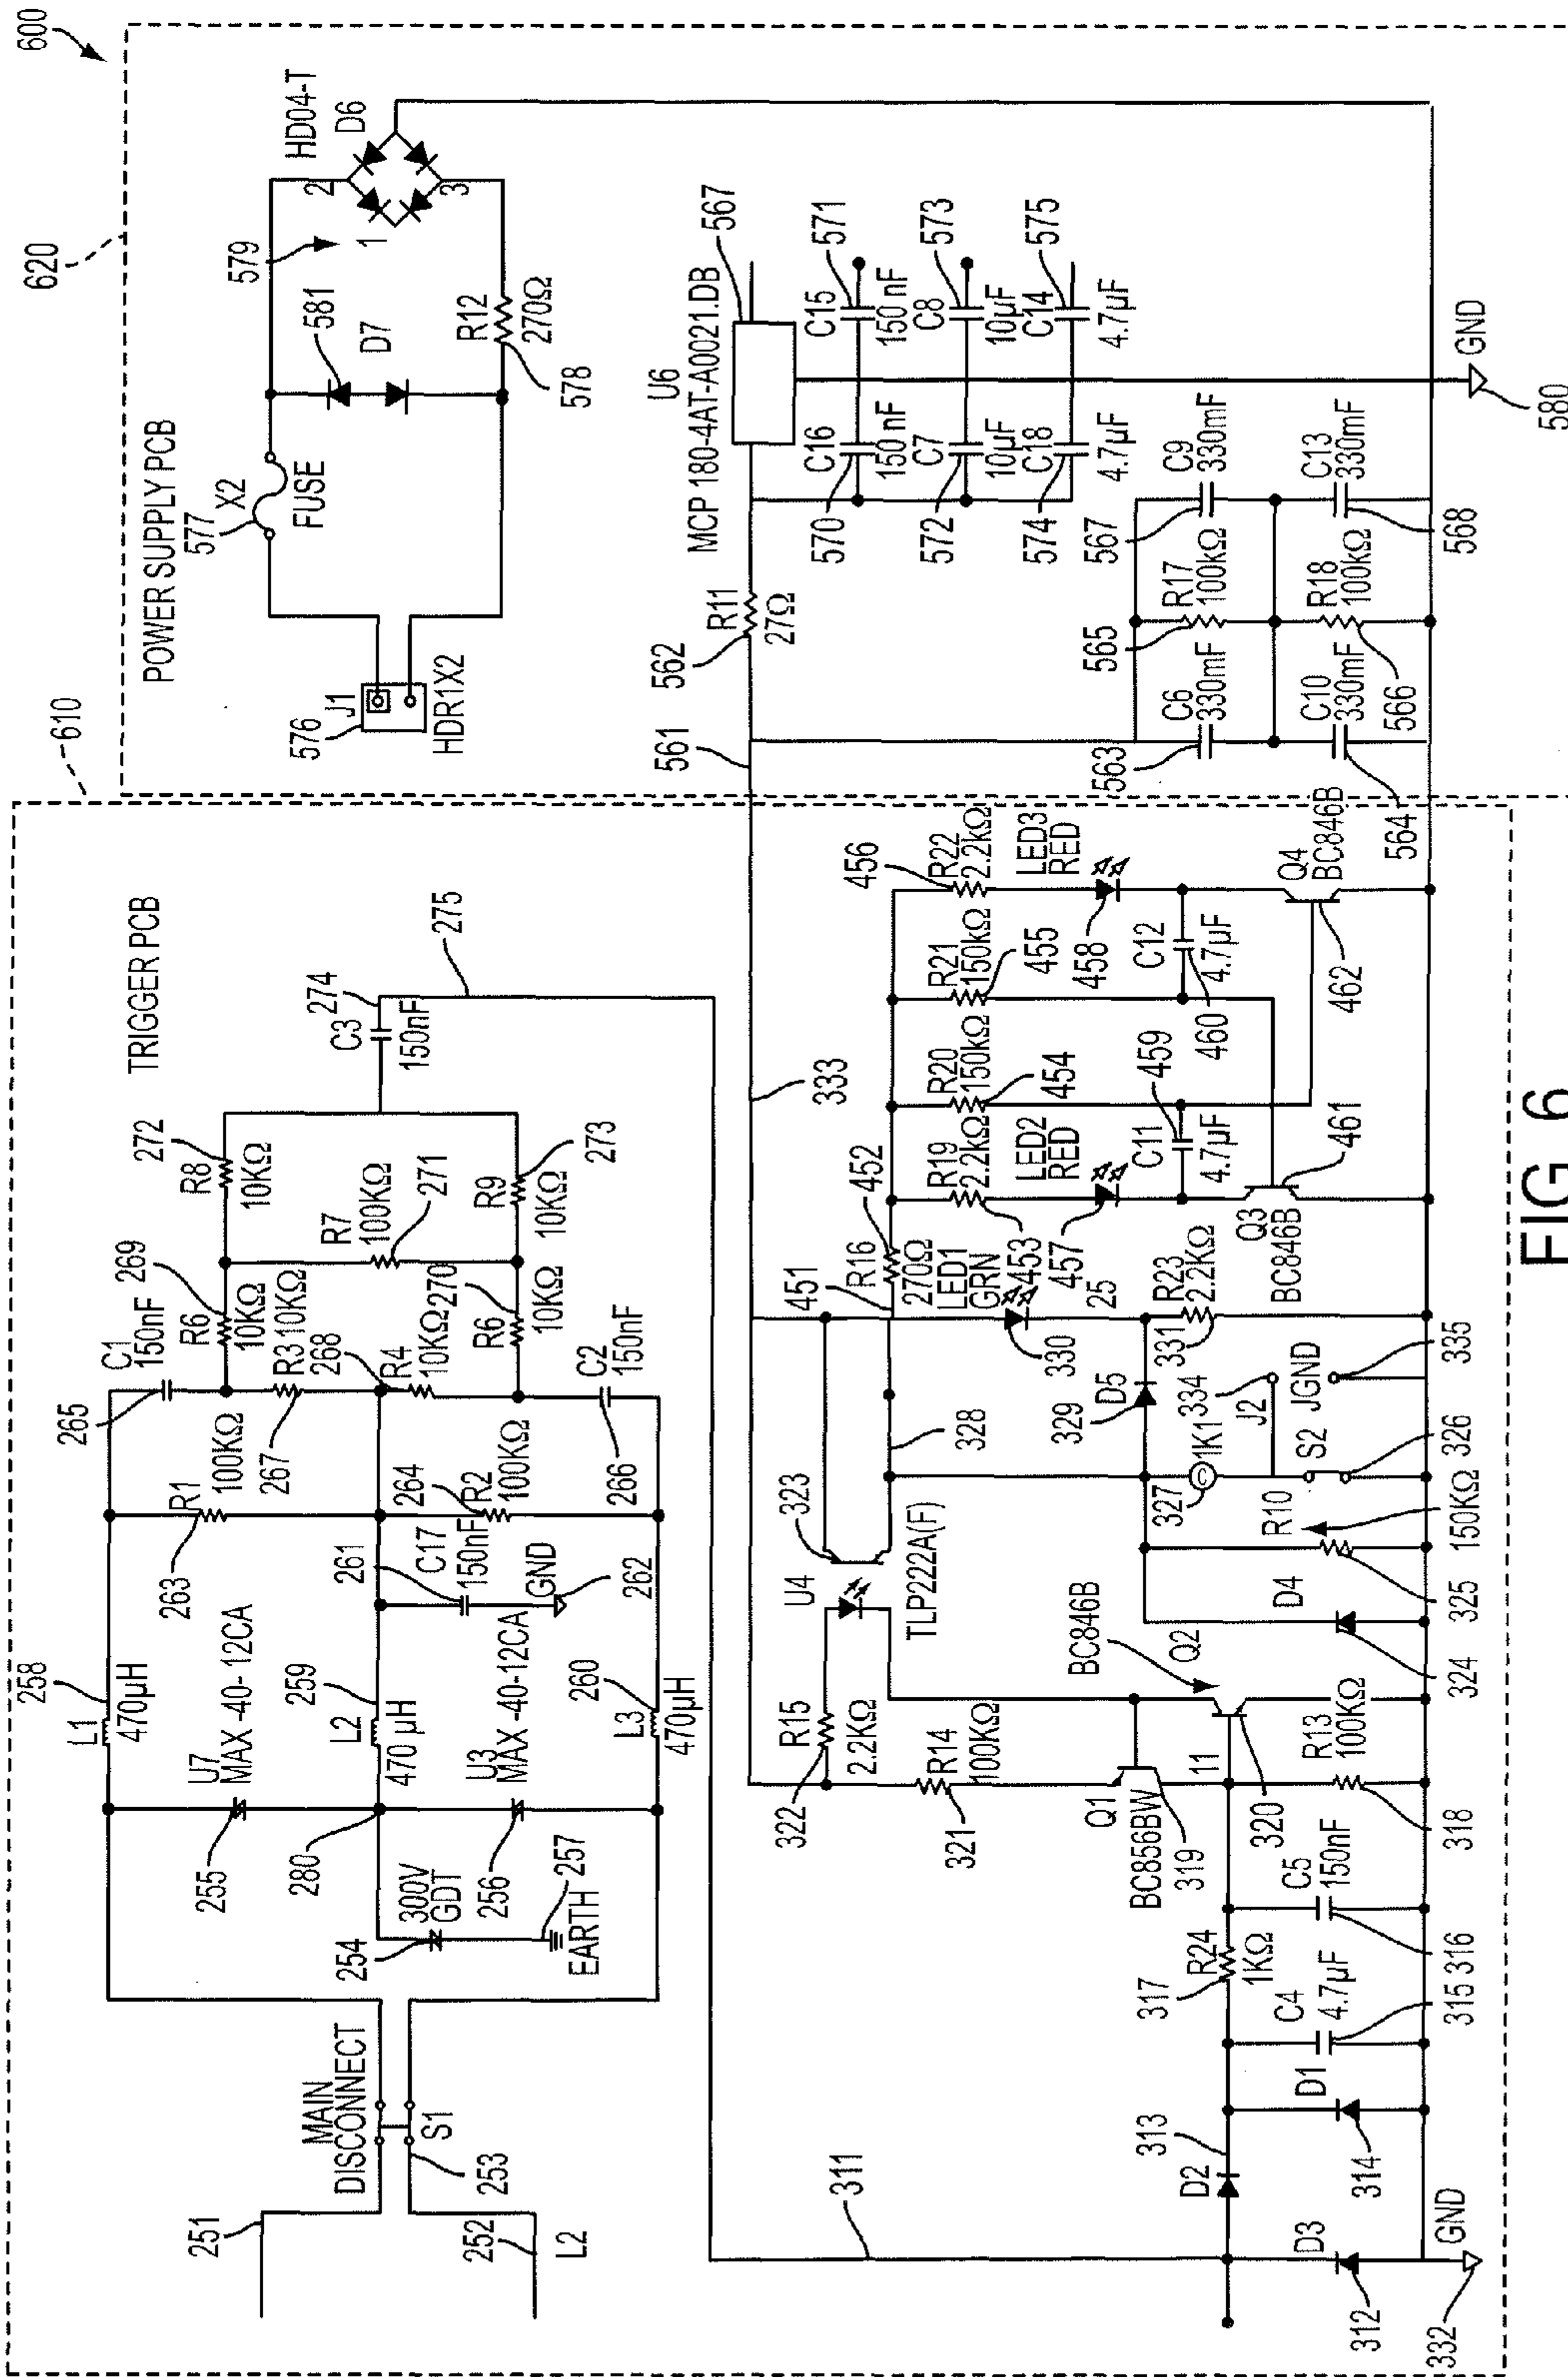 600
620
610
POWER SUPPLY PCB
577
X2
FUSE
576
J1
HDR1X2
579
1
2
3
HD04-T
D6
581
D7
R12
270Ω
578
561
562
R11
27Ω
U6
MCP 180-4AT-A0021.DB
567
C16
150 nF
570
C15
150 nF
571
C7
10µF
572
C8
10µF
573
C18
4.7µF
574
C14
4.7µF
575
563
C6
330mF
565
R17
100kΩ
567
C9
330mF
564
C10
330mF
566
R18
100kΩ
568
C13
330mF
GND
580
TRIGGER PCB
251
252
L2
MAIN
DISCONNECT
S1
253
254
300V
GDT
257
EARTH
255
U7
MAX -40-12CA
280
256
U3
MAX -40-12CA
L1
470µH
258
L2
470 µH
259
L3
470µH
260
261
C17
150nF
GND
262
263
R1
100KΩ
264
R2
100KΩ
265
C1
150nF
266
C2
150nF
267
R3
10KΩ
268
R4
10KΩ
269
R6
10KΩ
270
R6
10KΩ
271
R7
100KΩ
272
R8
10KΩ
R9
10KΩ
273
274
C3
150nF
275
311
D3
312
GND
332
D2
313
D1
314
C4
4.7µF
315
R24
1KΩ
317
C5
150nF
316
R13
100KΩ
318
Q1
BC856BW
319
11
320
BC846B
Q2
R14
100KΩ
321
R15
2.2KΩ
322
U4
323
TLP222A(F)
D4
324
R10
150KΩ
325
S2
326
1K1
C
327
328
D5
329
330
LED1
GRN
25
R23
2.2KΩ
331
333
J2
334
JGND
335
451
R16
270Ω
452
R19
2.2kΩ
453
R20
150kΩ
454
R21
150kΩ
455
R22
2.2kΩ
456
LED2
RED
457
LED3
RED
458
C11
4.7µF
459
C12
4.7µF
460
Q3
BC846B
461
Q4
BC846B
462
FIG. 6